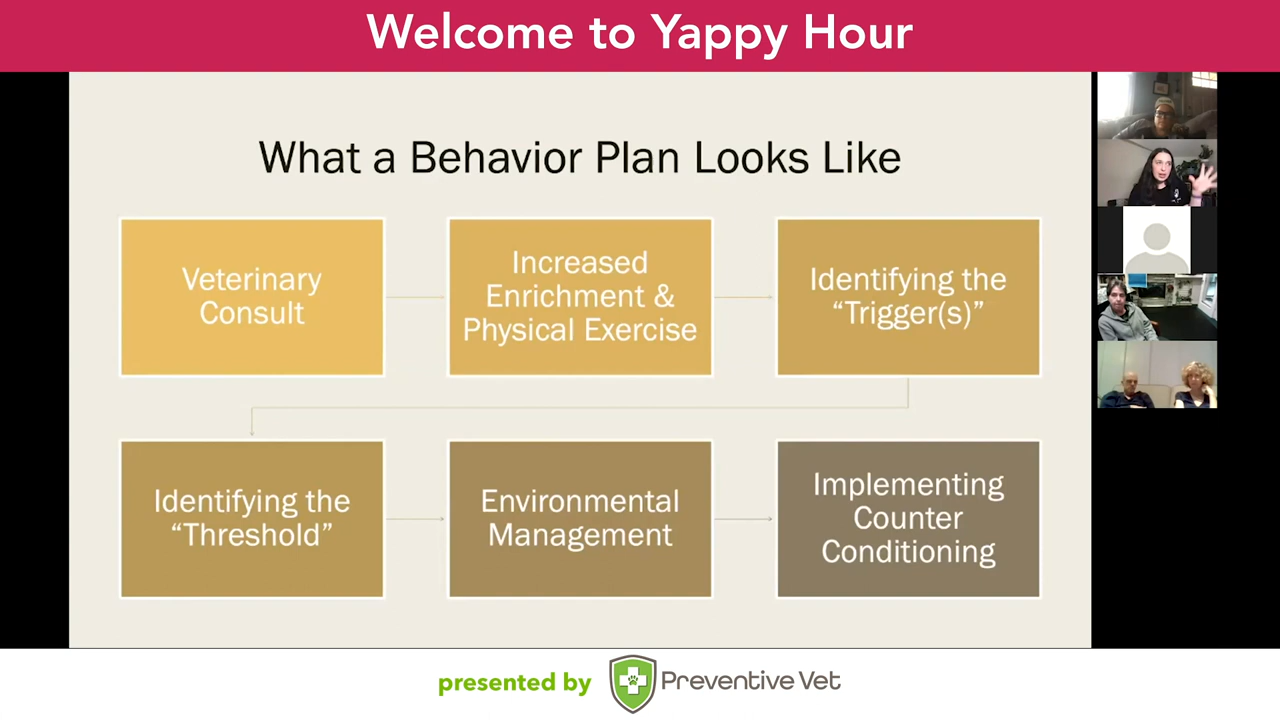 Welcome to Yappy Hour
What a Behavior Plan Looks Like
Veterinary
Consult
Increased
Enrichment &
Physical Exercise
Identifying the
“Trigger(s)”
Identifying the
“Threshold”
Environmental
Management
Implementing
Counter
Conditioning
presented by Preventive Vet